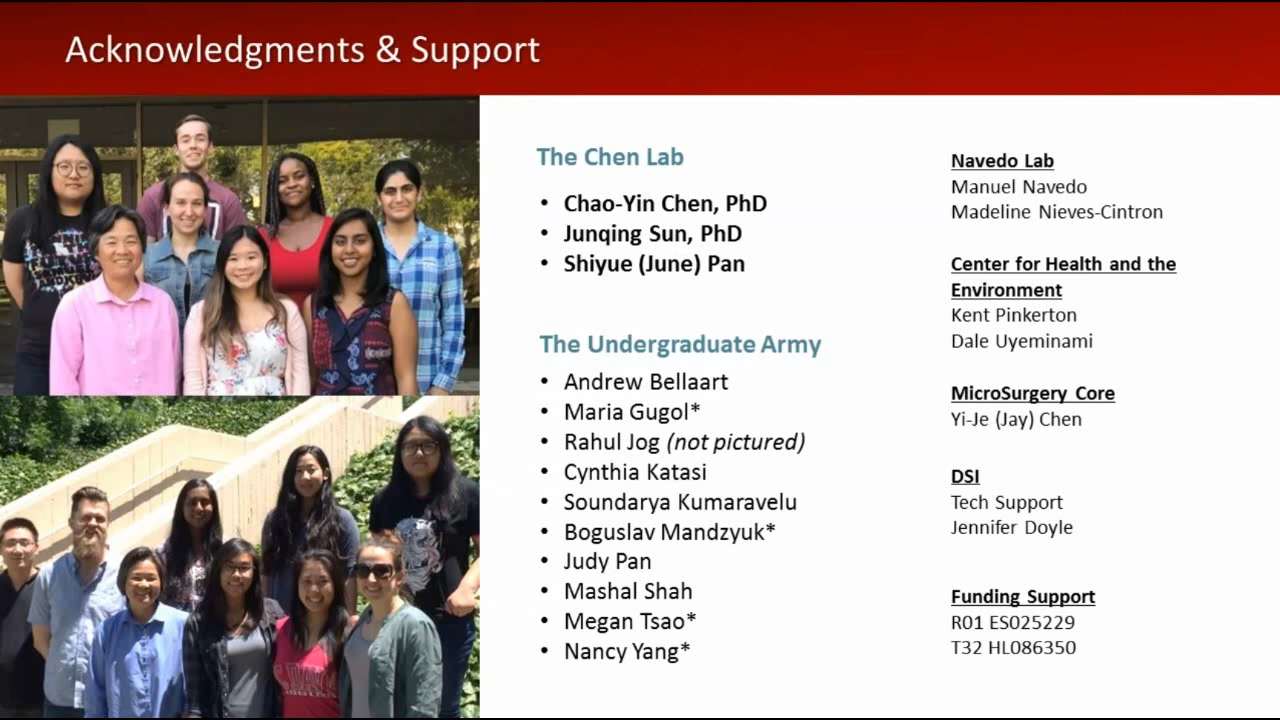 Acknowledgments & Support
The Chen Lab
• Chao-Yin Chen, PhD
• Junqing Sun, PhD
• Shiyue (June) Pan
The Undergraduate Army
• Andrew Bellaart
• Maria Gugol*
• Rahul Jog (not pictured)
• Cynthia Katasi
• Soundarya Kumaravelu
• Boguslav Mandzyuk*
• Judy Pan
• Mashal Shah
• Megan Tsao*
• Nancy Yang*
Navedo Lab
Manuel Navedo
Madeline Nieves-Cintron
Center for Health and the
Environment
Kent Pinkerton
Dale Uyeminami
MicroSurgery Core
Yi-Je (Jay) Chen
DSI
Tech Support
Jennifer Doyle
Funding Support
R01 ES025229
T32 HL086350